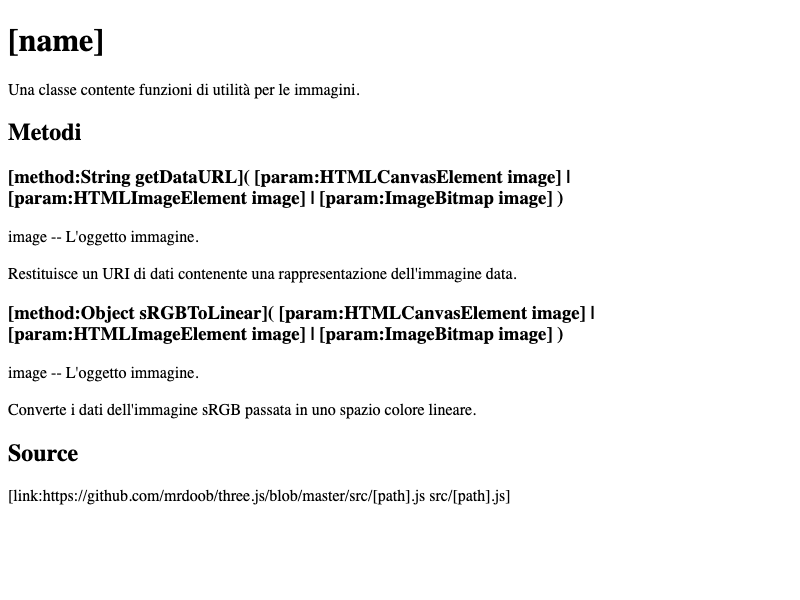 [name]
Una classe contente funzioni di utilità per le immagini.
Metodi
[method:String getDataURL]( [param:HTMLCanvasElement image] |
[param:HTMLImageElement image] | [param:ImageBitmap image] )
image -- L'oggetto immagine.
Restituisce un URI di dati contenente una rappresentazione dell'immagine data.
[method:Object sRGBToLinear]( [param:HTMLCanvasElement image] |
[param:HTMLImageElement image] | [param:ImageBitmap image] )
image -- L'oggetto immagine.
Converte i dati dell'immagine sRGB passata in uno spazio colore lineare.
Source
[link:https://github.com/mrdoob/three.js/blob/master/src/[path].js src/[path].js]